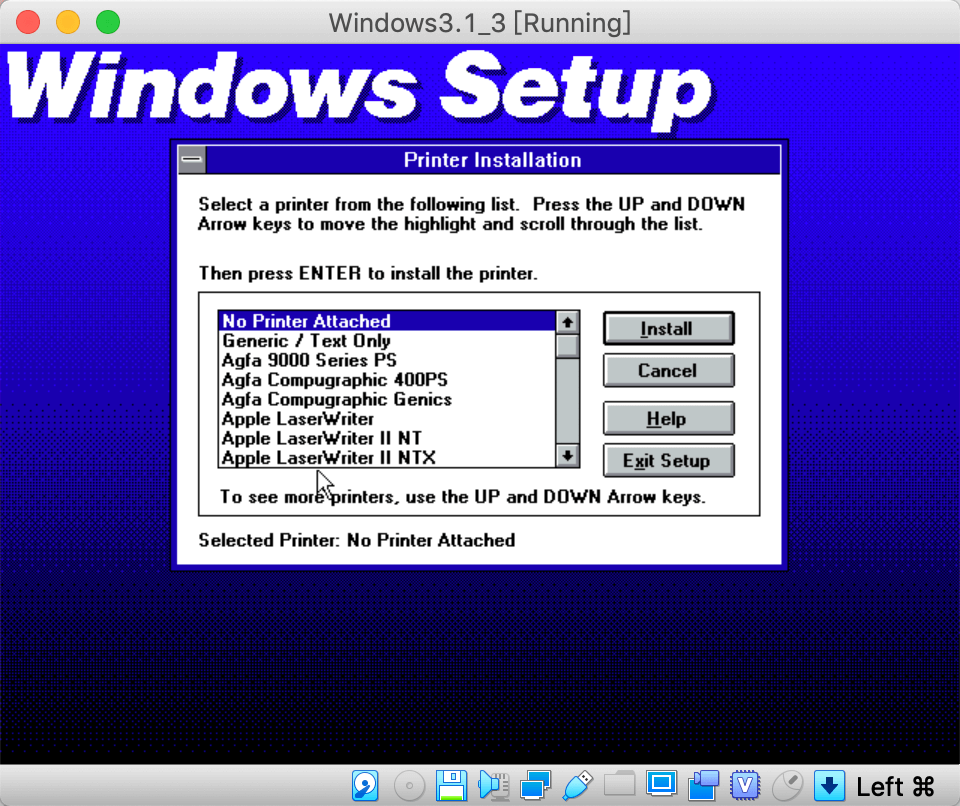 Windows3.1_3 [Running]
Windows Setup
Printer Installation
Select a printer from the following list.  Press the UP and DOWN
Arrow keys to move the highlight and scroll through the list.
Then press ENTER to install the printer.
No Printer Attached
Generic / Text Only
Agfa 9000 Series PS
Agfa Compugraphic 400PS
Agfa Compugraphic Genics
Apple LaserWriter
Apple LaserWriter II NT
Apple LaserWriter II NTX
Install
Cancel
Help
Exit Setup
To see more printers, use the UP and DOWN Arrow keys.
Selected Printer: No Printer Attached
V
Left ⌘